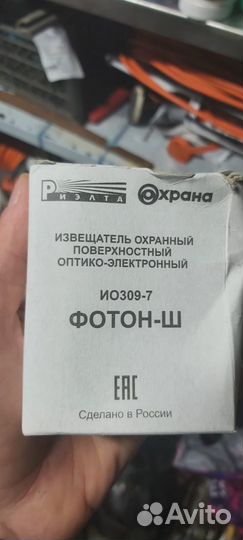 РИЭЛТА Охрана
ИЗВЕЩАТЕЛЬ ОХРАННЫЙ
ПОВЕРХНОСТНЫЙ
ОПТИКО-ЭЛЕКТРОННЫЙ
ИО309-7
ФОТОН-Ш
ЕАС
Сделано в России
Avito